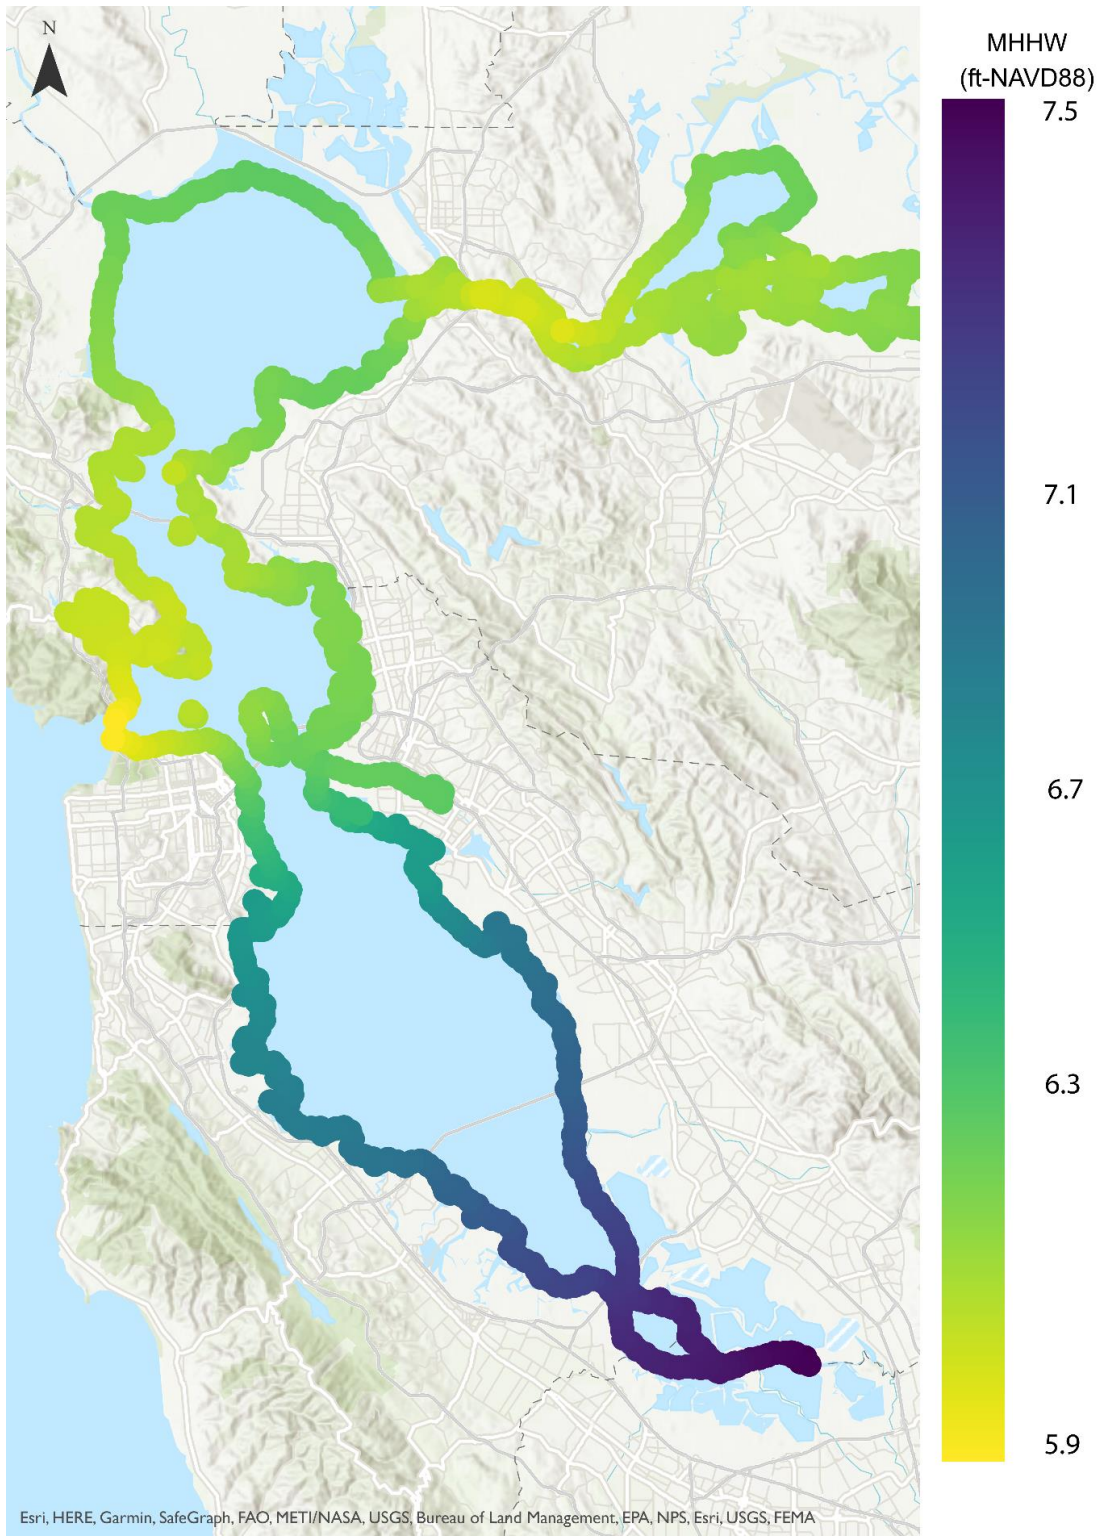 N
MHHW
(ft-NAVD88)
7.5
7.1
6.7
6.3
5.9
Esri, HERE, Garmin, SafeGraph, FAO, METI/NASA, USGS, Bureau of Land Management, EPA, NPS, Esri, USGS, FEMA